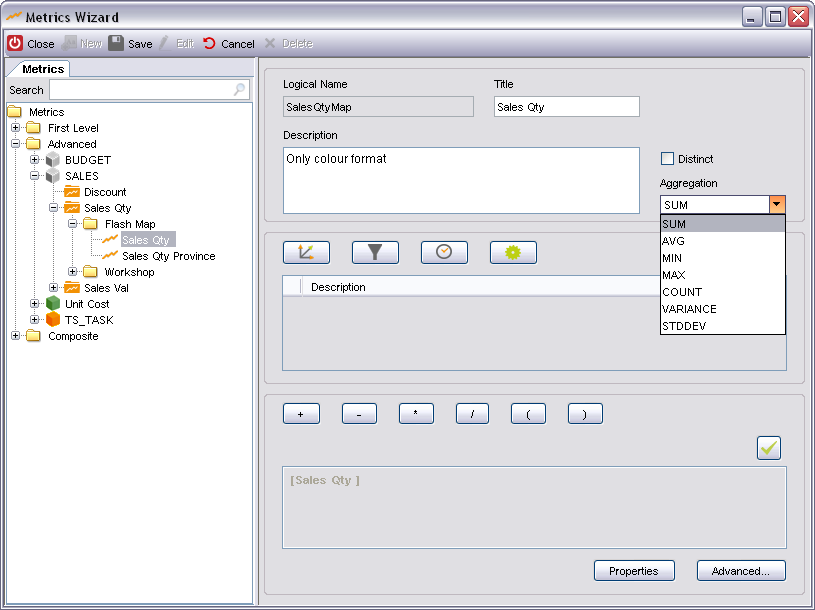 Metrics Wizard
Close New Save Edit Cancel Delete
Metrics
Search
Metrics
First Level
Advanced
BUDGET
SALES
Discount
Sales Qty
Flash Map
Sales Qty
Sales Qty Province
Workshop
Sales Val
Unit Cost
TS_TASK
Composite
Logical Name Title
SalesQtyMap Sales Qty
Description
Only colour format
Distinct
Aggregation
SUM
SUM
AVG
MIN
MAX
COUNT
VARIANCE
STDDEV
Description
+ - * / ( )
[Sales Qty ]
Properties Advanced...